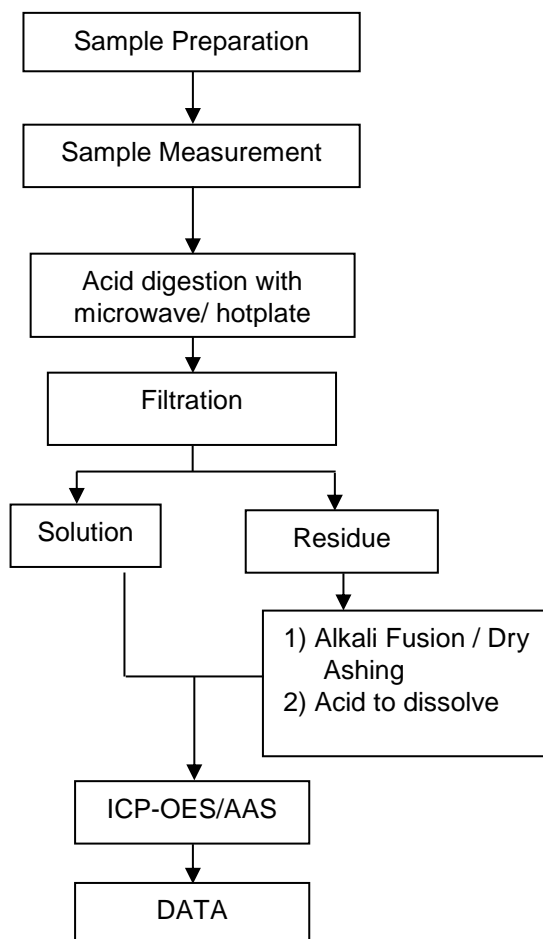 Sample Preparation
Sample Measurement
Acid digestion with
microwave/ hotplate
Filtration
Solution
Residue
1) Alkali Fusion / Dry
Ashing
2) Acid to dissolve
ICP-OES/AAS
DATA